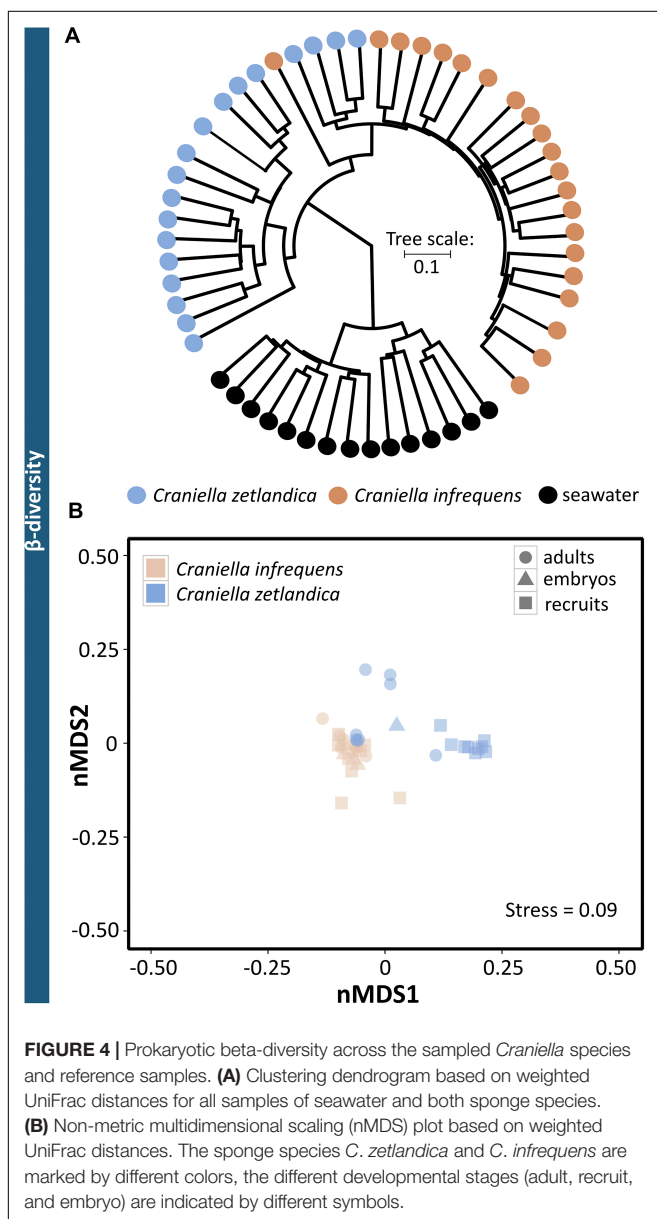 A
Tree scale:
0.1
Craniella zetlandica
Craniella infrequens
seawater
β-diversity
B
Craniella infrequens
Craniella zetlandica
adults
embryos
recruits
0.50
0.25
0
-0.25
-0.50
nMDS2
Stress = 0.09
-0.50
-0.25
0
0.25
0.50
nMDS1
FIGURE 4 | Prokaryotic beta-diversity across the sampled Craniella species
and reference samples. (A) Clustering dendrogram based on weighted
UniFrac distances for all samples of seawater and both sponge species.
(B) Non-metric multidimensional scaling (nMDS) plot based on weighted
UniFrac distances. The sponge species C. zetlandica and C. infrequens are
marked by different colors, the different developmental stages (adult, recruit,
and embryo) are indicated by different symbols.